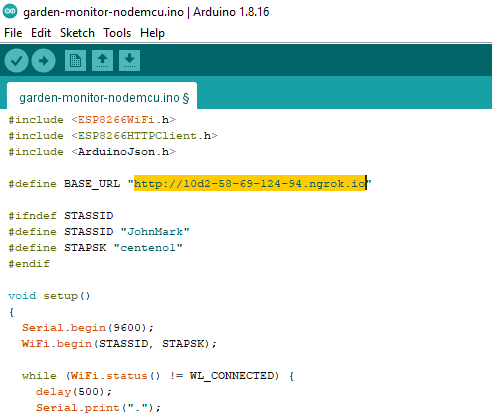 garden-monitor-nodemcu.ino | Arduino 1.8.16
File Edit Sketch Tools Help
garden-monitor-nodemcu.ino §
#include <ESP8266WiFi.h>
#include <ESP8266HTTPClient.h>
#include <ArduinoJson.h>
#define BASE_URL "http://10d2-58-69-124-94.ngrok.io"
#ifndef STASSID
#define STASSID "JohnMark"
#define STAPSK "centeno1"
#endif
void setup()
{
Serial.begin(9600);
WiFi.begin(STASSID, STAPSK);
while (WiFi.status() != WL_CONNECTED) {
delay(500);
Serial.print(".");